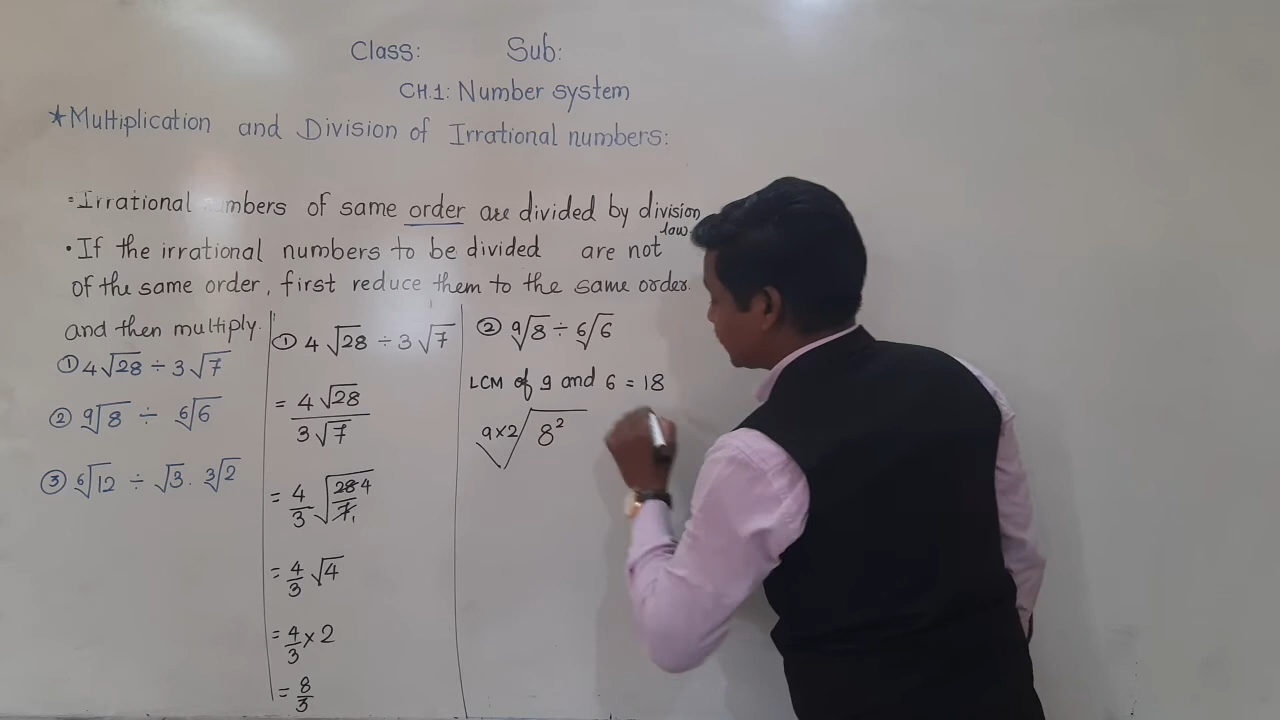 Class: Sub:
CH.1: Number system
*Multiplication and Division of Irrational numbers:
• Irrational numbers of same order are divided by division law.
• If the irrational numbers to be divided are not
of the same order, first reduce them to the same order.
and then multiply.
① 4√28 ÷ 3√7
② ⁹√8 ÷ ⁶√6
③ ⁶√12 ÷ √3 . ³√2
① 4√28 ÷ 3√7
= 4√28 / 3√7
= 4/3 √(28 4 / 7 1)
= 4/3 √4
= 4/3 × 2
= 8/3
② ⁹√8 ÷ ⁶√6
LCM of 9 and 6 = 18
9×2√8²